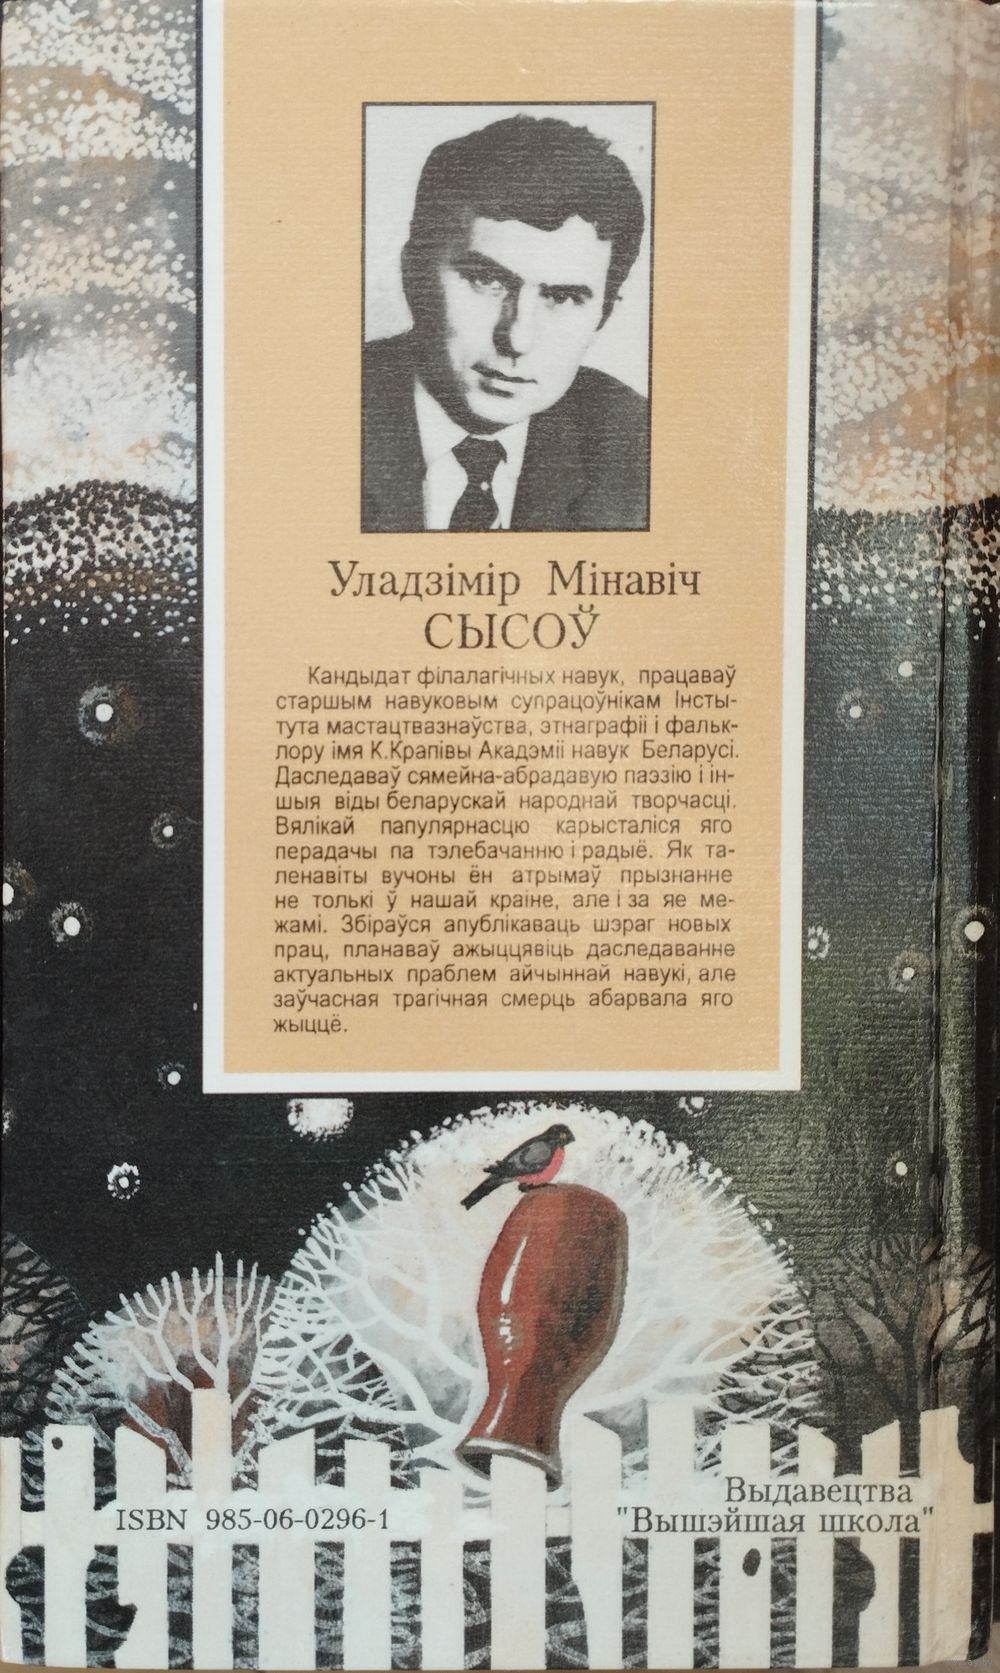 Уладзімір Мінавіч
СЫСОЎ
Кандыдат філалагічных навук, працаваў
старшым навуковым супрацоўнікам Інсты-
тута мастацтвазнаўства, этнаграфіі і фальк-
лору імя К.Крапівы Акадэміі навук Беларусі.
Даследаваў сямейна-абрадавую паэзію і ін-
шыя віды беларускай народнай творчасці.
Вялікай папулярнасцю карысталіся яго
перадачы па тэлебачанню і радыё. Як та-
ленавіты вучоны ён атрымаў прызнанне
не толькі ў нашай краіне, але і за яе ме-
жамі. Збіраўся апублікаваць шэраг новых
прац, планаваў ажыццявіць даследаванне
актуальных праблем айчыннай навукі, але
заўчасная трагічная смерць абарвала яго
жыццё.
Выдавецтва
ISBN 985-06-0296-1 "Вышэйшая школа"